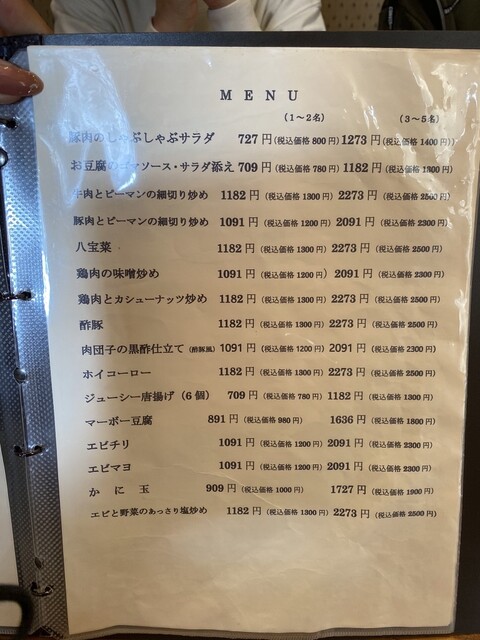 MENU
(1～2名) (3～5名)
豚肉のしゃぶしゃぶサラダ 727円(税込価格 800円) 1273円(税込価格 1400円)
お豆腐のゴマソース・サラダ添え 709円(税込価格 780円) 1182円(税込価格 1300円)
牛肉とピーマンの細切り炒め 1182円(税込価格 1300円) 2273円(税込価格 2500円)
豚肉とピーマンの細切り炒め 1091円(税込価格 1200円) 2091円(税込価格 2300円)
八宝菜 1182円(税込価格 1300円) 2273円(税込価格 2500円)
鶏肉の味噌炒め 1091円(税込価格 1200円) 2091円(税込価格 2300円)
鶏肉とカシューナッツ炒め 1182円(税込価格 1300円) 2273円(税込価格 2500円)
酢豚 1182円(税込価格 1300円) 2273円(税込価格 2500円)
肉団子の黒酢仕立て(酢豚風) 1091円(税込価格 1200円) 2091円(税込価格 2300円)
ホイコーロー 1182円(税込価格 1300円) 2273円(税込価格 2500円)
ジューシー唐揚げ(6個) 709円(税込価格 780円) 1182円(税込価格 1300円)
マーボー豆腐 891円(税込価格 980円) 1636円(税込価格 1800円)
エビチリ 1091円(税込価格 1200円) 2091円(税込価格 2300円)
エビマヨ 1091円(税込価格 1200円) 2091円(税込価格 2300円)
かに玉 909円(税込価格 1000円) 1727円(税込価格 1900円)
エビと野菜のあっさり塩炒め 1182円(税込価格 1300円) 2273円(税込価格 2500円)